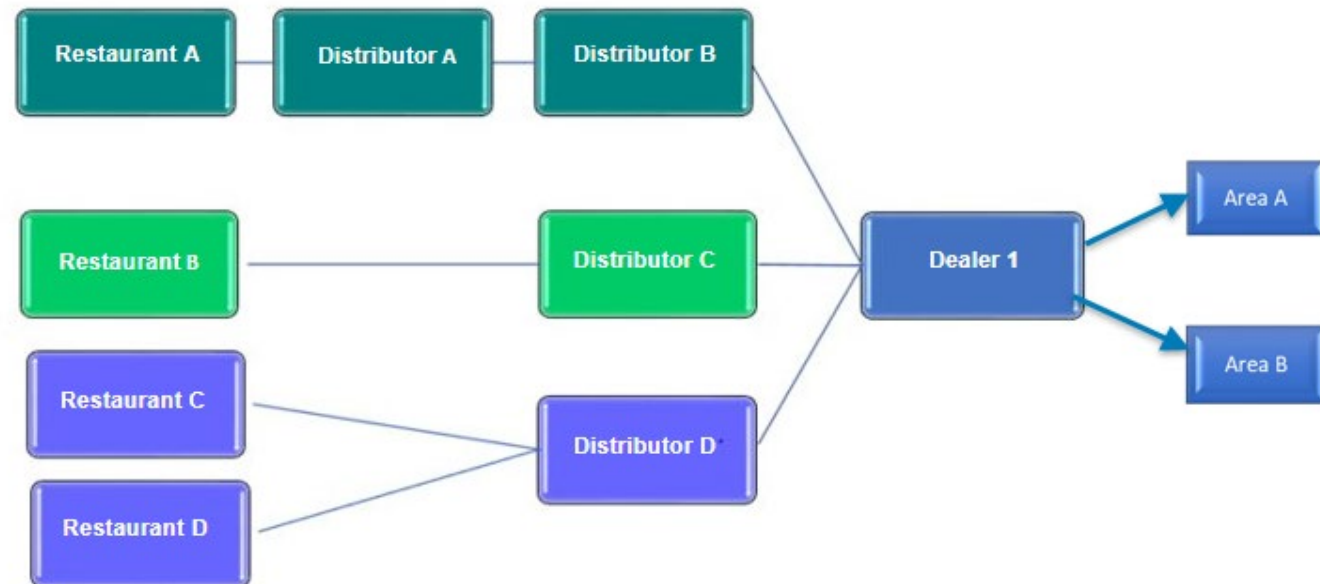 Restaurant A
Distributor A
Distributor B
Area A
Restaurant B
Distributor C
Dealer 1
Area B
Restaurant C
Distributor D
Restaurant D